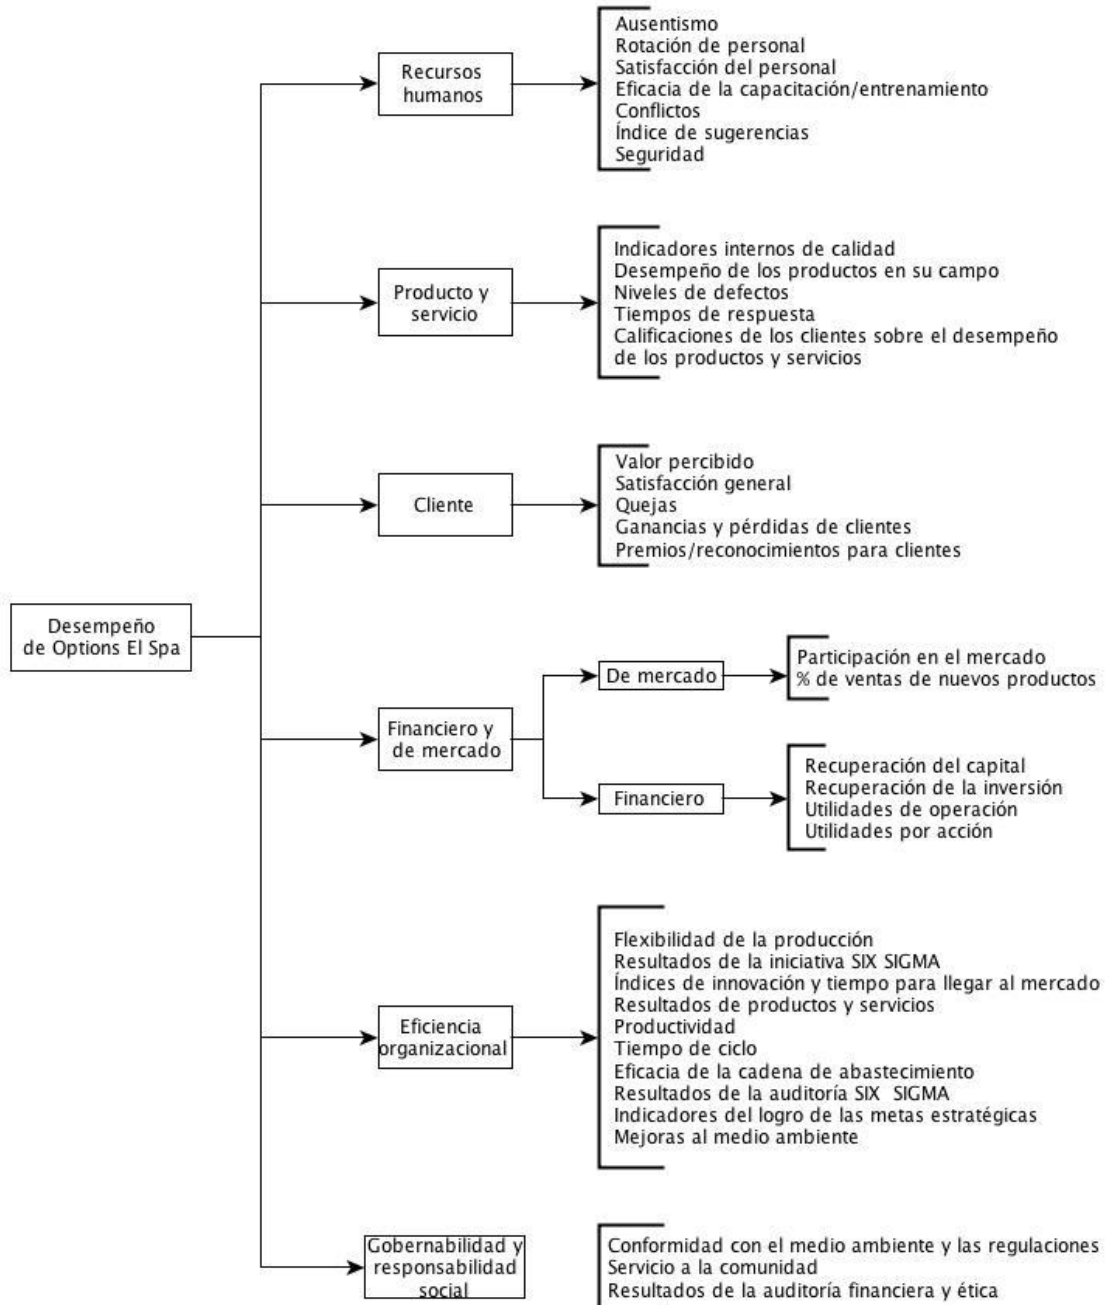 Desempeño
de Options El Spa
Recursos
humanos
Ausentismo
Rotación de personal
Satisfacción del personal
Eficacia de la capacitación/entrenamiento
Conflictos
Índice de sugerencias
Seguridad
Producto y
servicio
Indicadores internos de calidad
Desempeño de los productos en su campo
Niveles de defectos
Tiempos de respuesta
Calificaciones de los clientes sobre el desempeño
de los productos y servicios
Cliente
Valor percibido
Satisfacción general
Quejas
Ganancias y pérdidas de clientes
Premios/reconocimientos para clientes
Financiero y
de mercado
De mercado
Participación en el mercado
% de ventas de nuevos productos
Financiero
Recuperación del capital
Recuperación de la inversión
Utilidades de operación
Utilidades por acción
Eficiencia
organizacional
Flexibilidad de la producción
Resultados de la iniciativa SIX SIGMA
Índices de innovación y tiempo para llegar al mercado
Resultados de productos y servicios
Productividad
Tiempo de ciclo
Eficacia de la cadena de abastecimiento
Resultados de la auditoría SIX SIGMA
Indicadores del logro de las metas estratégicas
Mejoras al medio ambiente
Gobernabilidad y
responsabilidad
social
Conformidad con el medio ambiente y las regulaciones
Servicio a la comunidad
Resultados de la auditoría financiera y ética